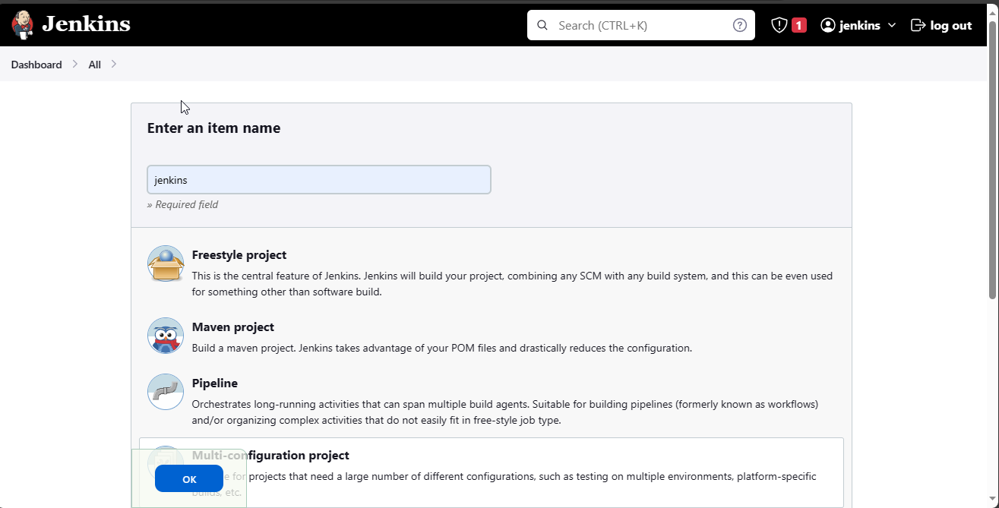 Jenkins
Search (CTRL+K)
1
jenkins
log out
Dashboard
All
Enter an item name
jenkins
» Required field
Freestyle project
This is the central feature of Jenkins. Jenkins will build your project, combining any SCM with any build system, and this can be even used
for something other than software build.
Maven project
Build a maven project. Jenkins takes advantage of your POM files and drastically reduces the configuration.
Pipeline
Orchestrates long-running activities that can span multiple build agents. Suitable for building pipelines (formerly known as workflows)
and/or organizing complex activities that do not easily fit in free-style job type.
Multi-configuration project
for projects that need a large number of different configurations, such as testing on multiple environments, platform-specific
builds, etc.
OK